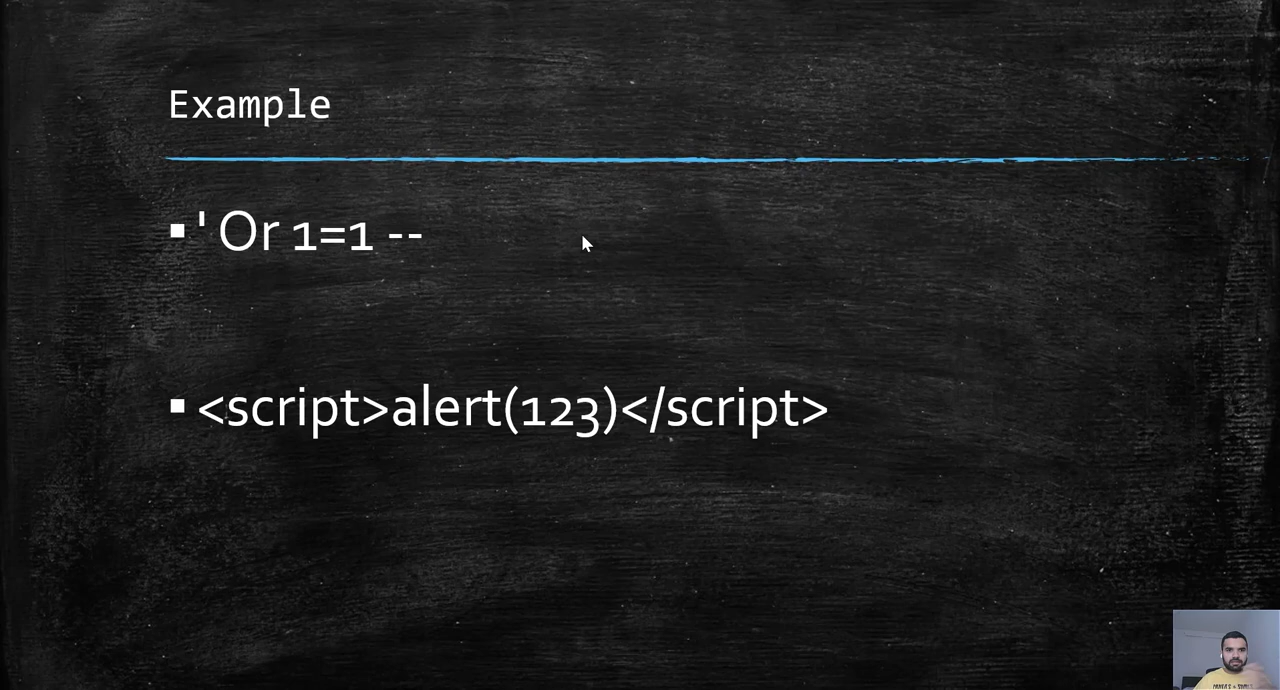 Example
▪ ' Or 1=1 --
▪ <script>alert(123)</script>